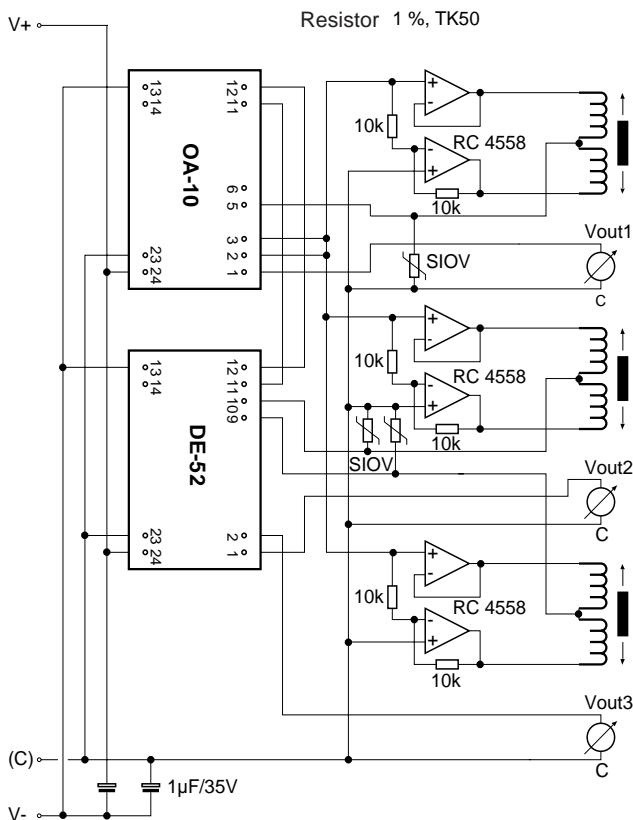 Resistor 1 %, TK50
V+
13
14
12
11
OA-10
6
5
3
2
1
23
24
10k
RC 4558
10k
SIOV
Vout1
C
13
14
12
11
10
9
DE-52
2
1
23
24
10k
RC 4558
10k
SIOV
Vout2
C
10k
RC 4558
10k
Vout3
C
(C)
1µF/35V
V-
+
-
-
+
+
-
-
+
+
-
-
+